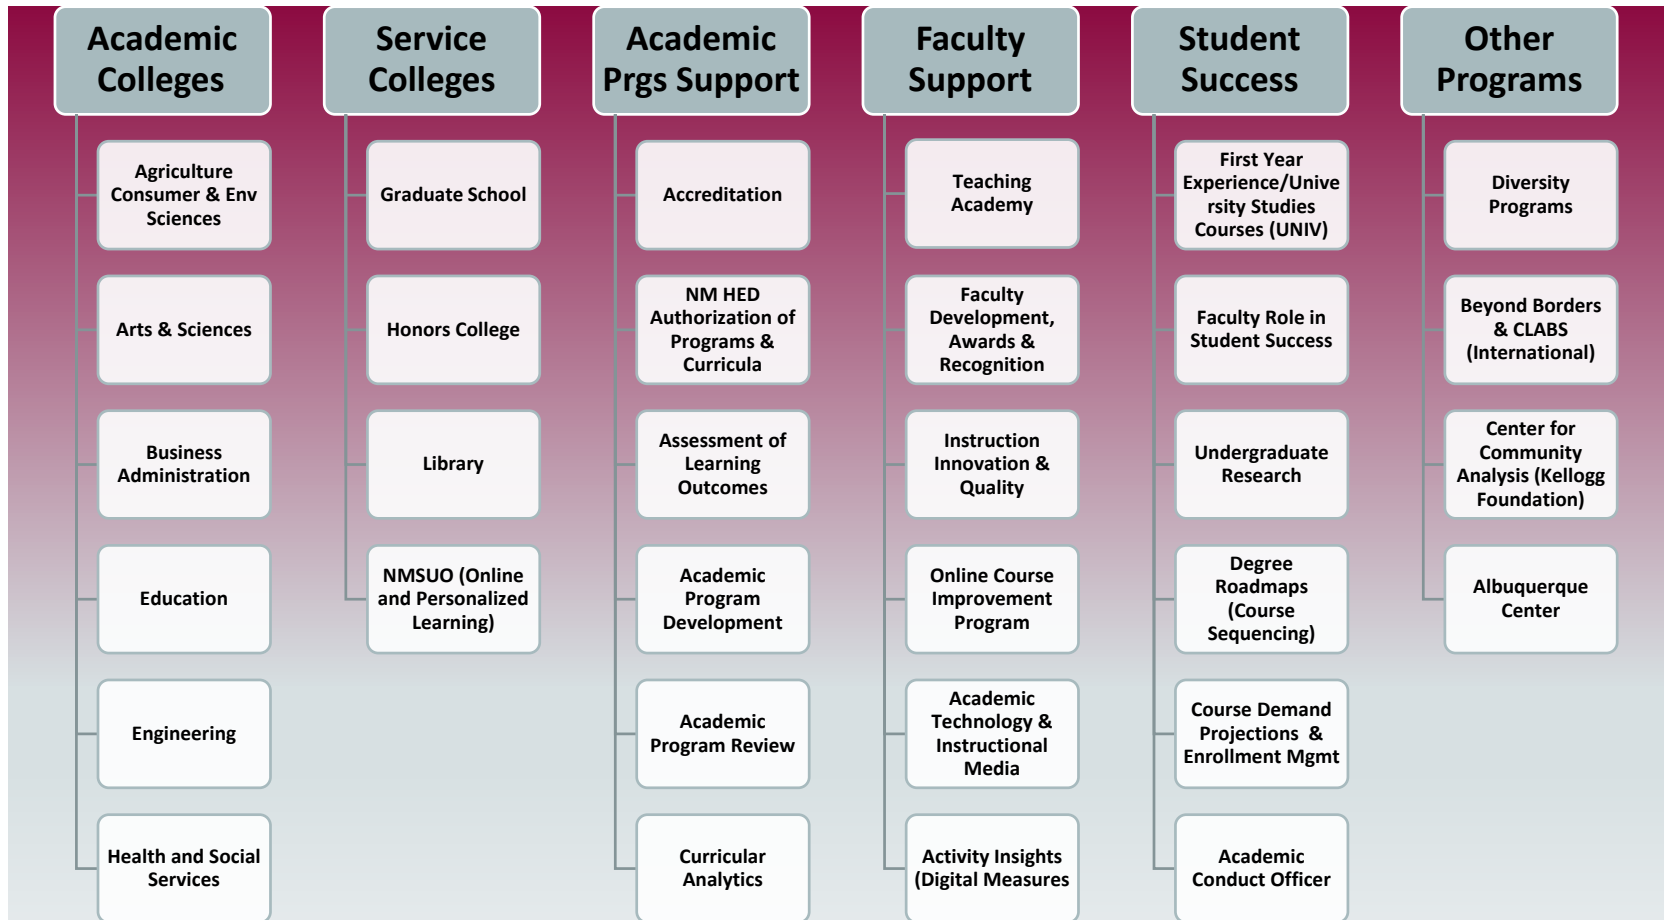 Academic
Colleges
Agriculture
Consumer & Env
Sciences
Arts & Sciences
Business
Administration
Education
Engineering
Health and Social
Services
Service
Colleges
Graduate School
Honors College
Library
NMSUO (Online
and Personalized
Learning)
Academic
Prgs Support
Accreditation
NM HED
Authorization of
Programs &
Curricula
Assessment of
Learning
Outcomes
Academic
Program
Development
Academic
Program Review
Curricular
Analytics
Faculty
Support
Teaching
Academy
Faculty
Development,
Awards &
Recognition
Instruction
Innovation &
Quality
Online Course
Improvement
Program
Academic
Technology &
Instructional
Media
Activity Insights
(Digital Measures
Student
Success
First Year
Experience/Unive
rsity Studies
Courses (UNIV)
Faculty Role in
Student Success
Undergraduate
Research
Degree
Roadmaps
(Course
Sequencing)
Course Demand
Projections &
Enrollment Mgmt
Academic
Conduct Officer
Other
Programs
Diversity
Programs
Beyond Borders
& CLABS
(International)
Center for
Community
Analysis (Kellogg
Foundation)
Albuquerque
Center